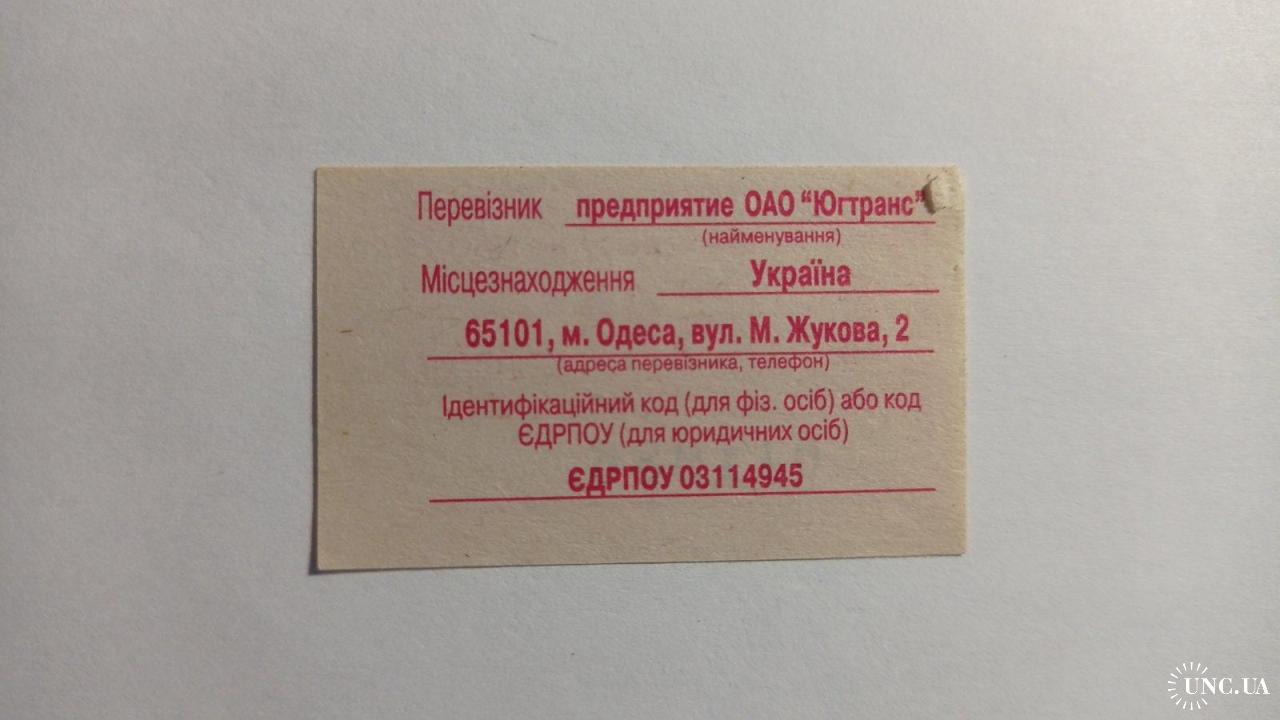 Перевізник предприятие ОАО “Югтранс”
(найменування)
Місцезнаходження Україна
65101, м. Одеса, вул. М. Жукова, 2
(адреса перевізника, телефон)
Ідентифікаційний код (для фіз. осіб) або код
ЄДРПОУ (для юридичних осіб)
ЄДРПОУ 03114945
UNC.UA